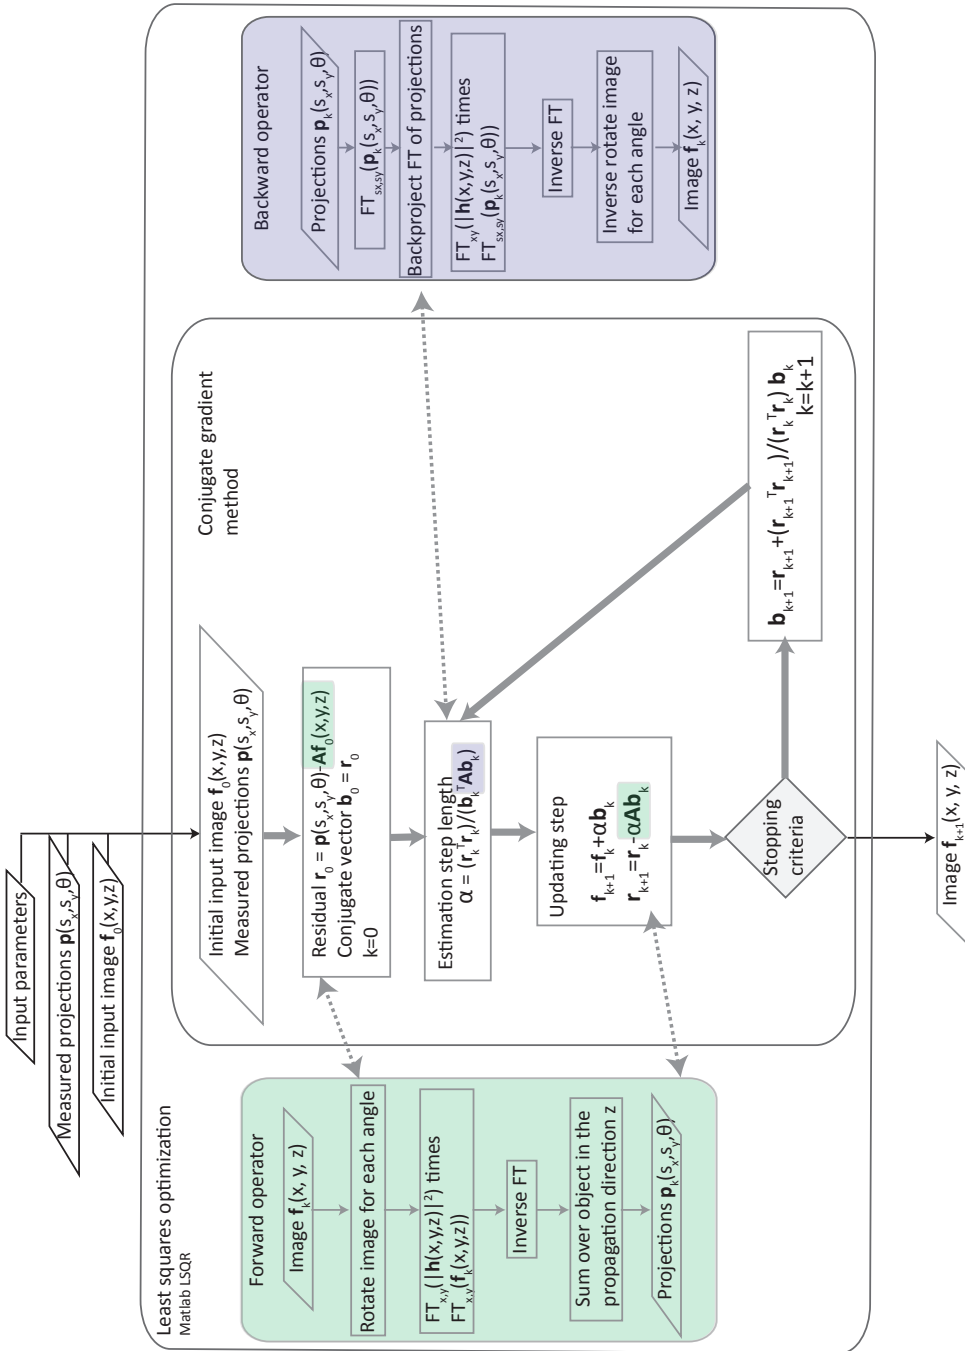 Input parameters
Measured projections p(sx,sy,θ)
Initial input image f0(x,y,z)
Least squares optimization
Matlab LSQR
Forward operator
Image fk(x, y, z)
Rotate image for each angle
FTx,y(|h(x,y,z)|²) times
FTx,y(fk(x,y,z))
Inverse FT
Sum over object in the
propagation direction z
Projections pk(sx,sy,θ)
Conjugate gradient
method
Initial input image f0(x,y,z)
Measured projections p(sx,sy,θ)
Residual r0 = p(sx,sy,θ)-Af0(x,y,z)
Conjugate vector b0 = r0
k=0
Estimation step length
α = (rkᵀrk)/(bkᵀAbk)
Updating step
fk+1=fk+αbk
rk+1=rk-αAbk
Stopping
criteria
bk+1=rk+1+(rk+1ᵀrk+1)/(rkᵀrk) bk
k=k+1
Backward operator
Projections pk(sx,sy,θ)
FTsx,sy(pk(sx,sy,θ))
Backproject FT of projections
FTxy(|h(x,y,z)|²) times
FTsx,sy(pk(sx,sy,θ))
Inverse FT
Inverse rotate image
for each angle
Image fk(x, y, z)
Image fk+1(x, y, z)